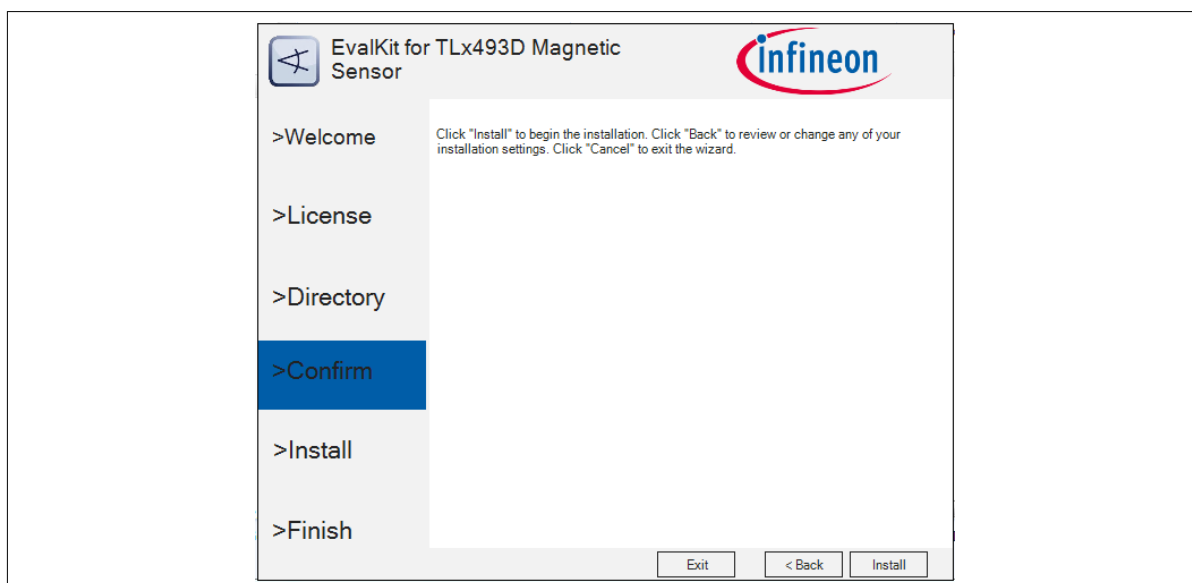 EvalKit for TLx493D Magnetic
Sensor
infineon
>Welcome
Click "Install" to begin the installation. Click "Back" to review or change any of your
installation settings. Click "Cancel" to exit the wizard.
>License
>Directory
>Confirm
>Install
>Finish
Exit
< Back
Install